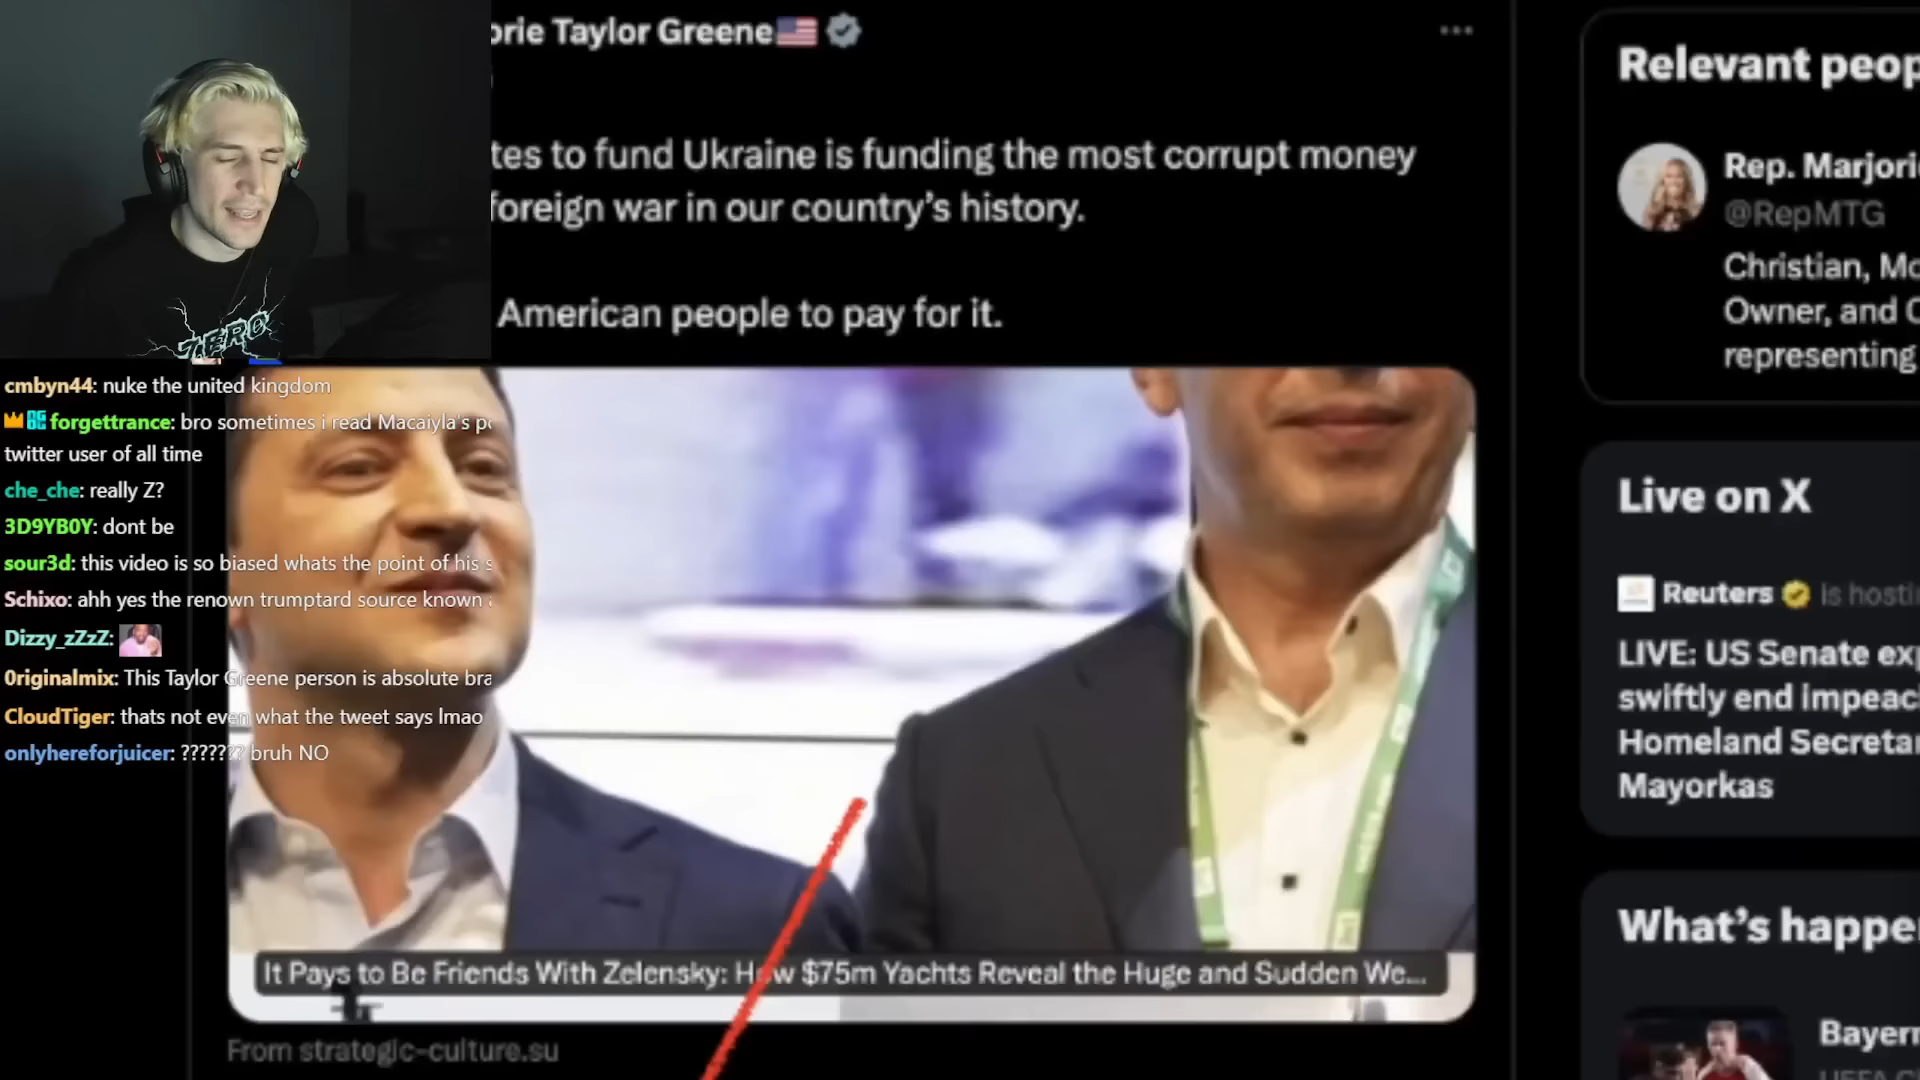 orie Taylor Greene
tes to fund Ukraine is funding the most corrupt money
foreign war in our country's history.
American people to pay for it.
ZERO
cmbyn44: nuke the united kingdom
forgettrance: bro sometimes i read Macaiyla's po
twitter user of all time
che_che: really Z?
3D9YB0Y: dont be
sour3d: this video is so biased whats the point of his s
Schixo: ahh yes the renown trumptard source known
Dizzy_zZzZ:
0riginalmix: This Taylor Greene person is absolute bra
CloudTiger: thats not even what the tweet says lmao
onlyhereforjuicer: ??????? bruh NO
It Pays to Be Friends With Zelensky: How $75m Yachts Reveal the Huge and Sudden We...
From strategic-culture.su
Relevant peop
Rep. Marjorie
@RepMTG
Christian, Mo
Owner, and C
representing
Live on X
Reuters is hosti
LIVE: US Senate exp
swiftly end impeac
Homeland Secreta
Mayorkas
What's happe
Bayern
UEFA C